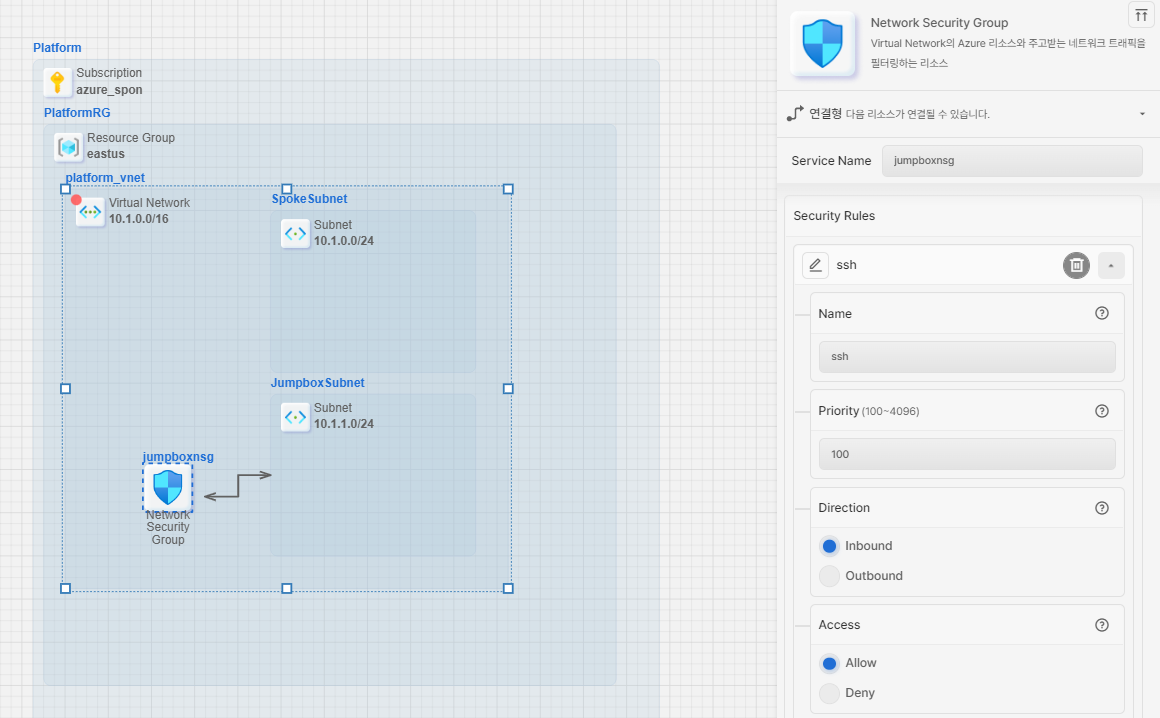 Platform
Subscription
azure_spon
PlatformRG
Resource Group
eastus
platform_vnet
Virtual Network
10.1.0.0/16
SpokeSubnet
Subnet
10.1.0.0/24
JumpboxSubnet
Subnet
10.1.1.0/24
jumpboxnsg
Network
Security
Group
Network Security Group
Virtual Network의 Azure 리소스와 주고받는 네트워크 트래픽을
필터링하는 리소스
연결형 다음 리소스가 연결될 수 있습니다.
Service Name
jumpboxnsg
Security Rules
ssh
Name
ssh
Priority (100~4096)
100
Direction
Inbound
Outbound
Access
Allow
Deny